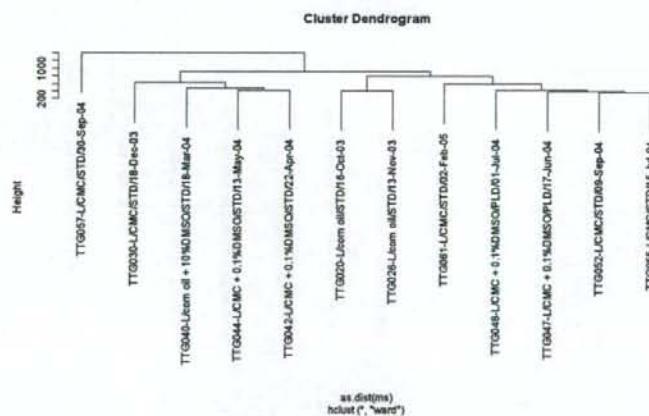 Cluster Dendrogram
Height
1000
200
TTG057-L/CMC/STD/30-Sep-04
TTG030-L/CMC/STD/18-Dec-03
TTG040-L/corn oil + 10%DMSO/STD/18-Mar-04
TTG044-L/CMC + 0.1%DMSO/STD/13-May-04
TTG042-L/CMC + 0.1%DMSO/STD/22-Apr-04
TTG020-L/corn oil/STD/16-Oct-03
TTG026-L/corn oil/STD/13-Nov-03
TTG061-L/CMC/STD/02-Feb-05
TTG048-L/CMC + 0.1%DMSO/PLD/01-Jul-04
TTG047-L/CMC + 0.1%DMSO/PLD/17-Jun-04
TTG052-L/CMC/STD/09-Sep-04
as.dist(ms)
hclust (*, "ward")